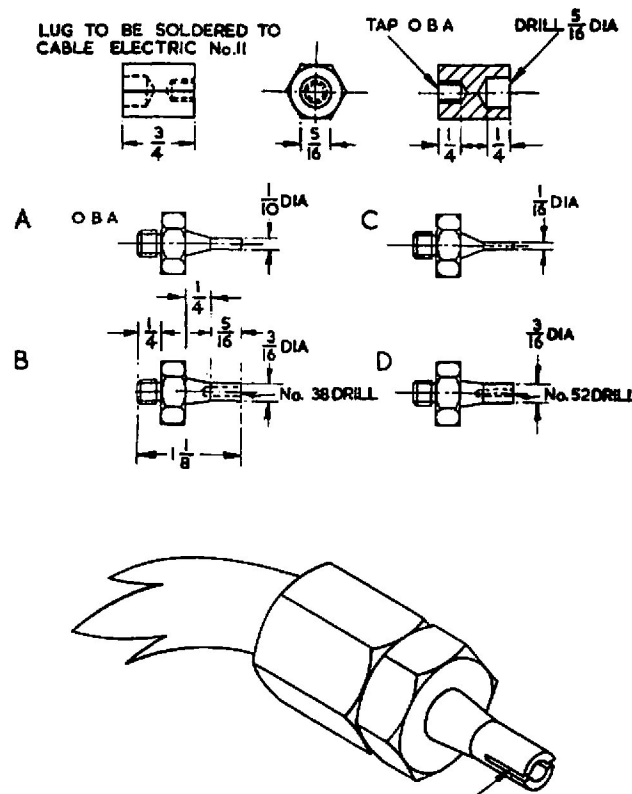 LUG TO BE SOLDERED TO
CABLE ELECTRIC No.11
TAP O B A
DRILL 5/16 DIA
3/4
5/16
1/4
1/4
A
O B A
1/10 DIA
C
1/16 DIA
1/4
1/4
5/16
3/16 DIA
3/16 DIA
B
No. 38 DRILL
D
No. 52 DRILL
1 1/8